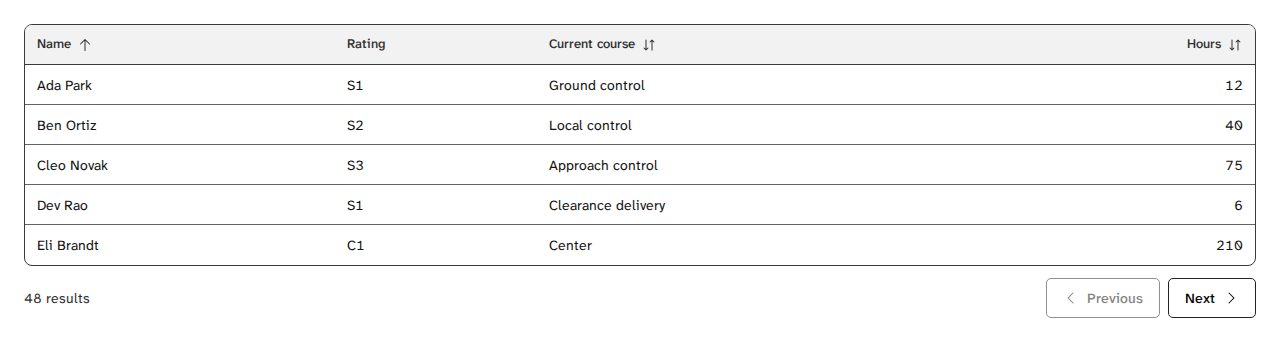 Name Rating Current course Hours
Ada Park S1 Ground control 12
Ben Ortiz S2 Local control 40
Cleo Novak S3 Approach control 75
Dev Rao S1 Clearance delivery 6
Eli Brandt C1 Center 210
48 results Previous Next